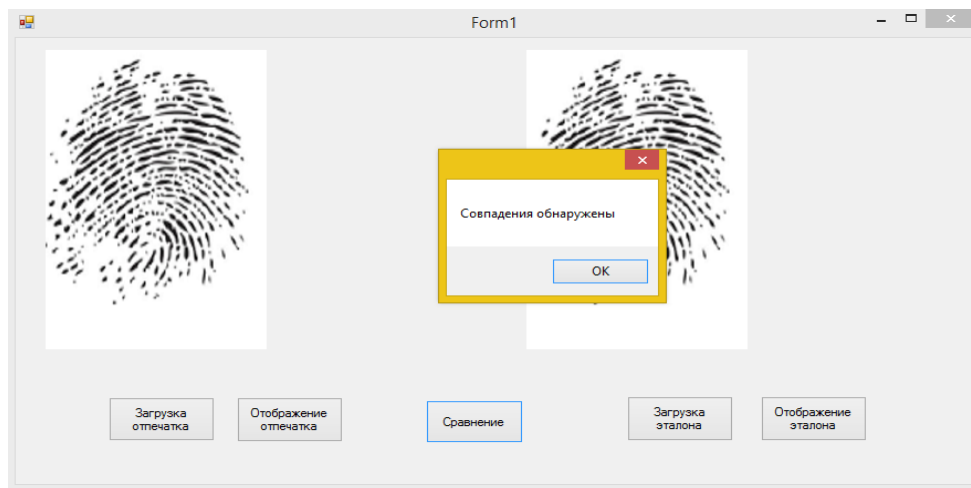 Form1
Совпадения обнаружены
OK
Загрузка
отпечатка
Отображение
отпечатка
Сравнение
Загрузка
эталона
Отображение
эталона